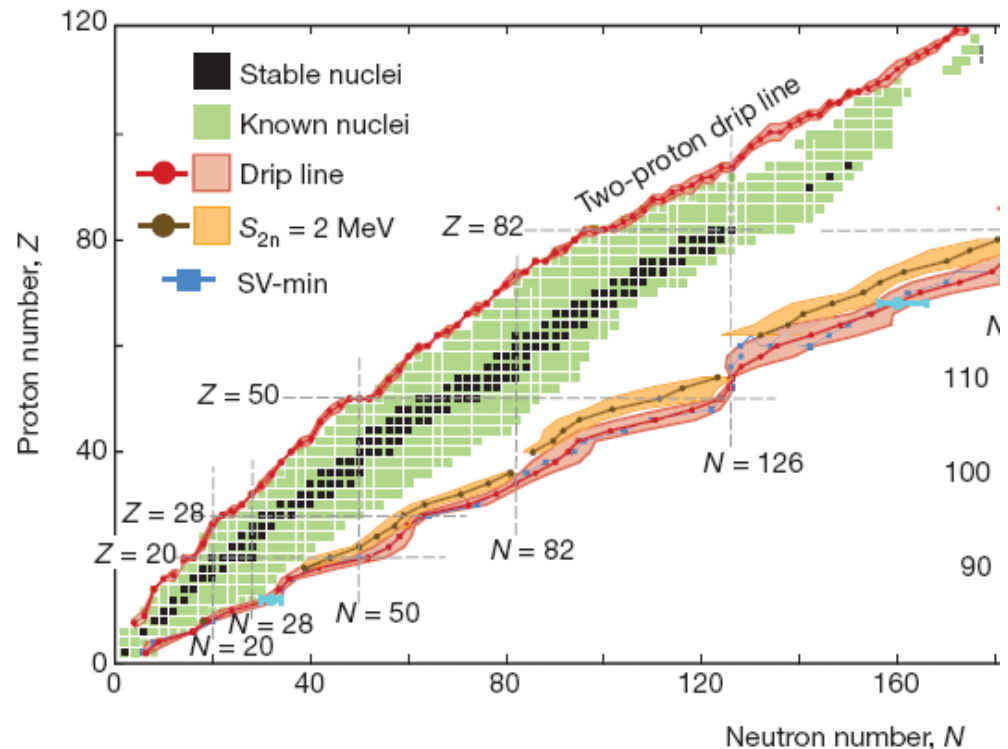 120
80
40
0
Proton number, Z
Stable nuclei
Known nuclei
Drip line
S2n = 2 MeV
SV-min
Two-proton drip line
Z = 82
Z = 50
Z = 28
Z = 20
N = 20
N = 28
N = 50
N = 82
N = 126
N
110
100
90
0
40
80
120
160
Neutron number, N